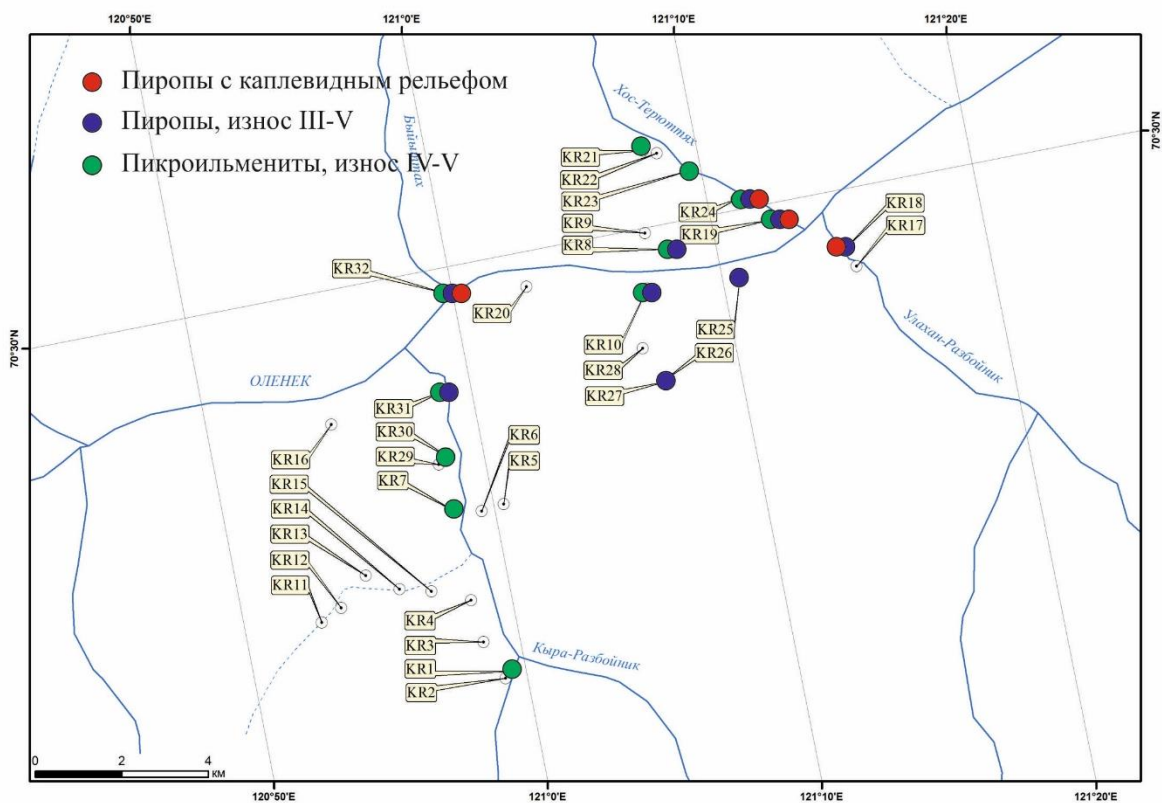 120°50'E
121°0'E
121°10'E
121°20'E
Пиропы с каплевидным рельефом
Пиропы, износ III-V
Пикроильмениты, износ IV-V
Хос-Терюттях
70°30'N
KR21
KR22
KR23
KR24
KR18
KR9
KR19
KR17
KR8
KR32
KR20
KR25
Улахан-Разбойник
70°30'N
KR10
KR26
KR28
ОЛЕНЕК
KR27
KR31
KR30
KR6
KR29
KR5
KR16
KR7
KR15
KR14
KR13
KR12
KR11
KR4
KR3
Кыра-Разбойник
KR1
KR2
0 2 4
км
120°50'E
121°0'E
121°10'E
121°20'E